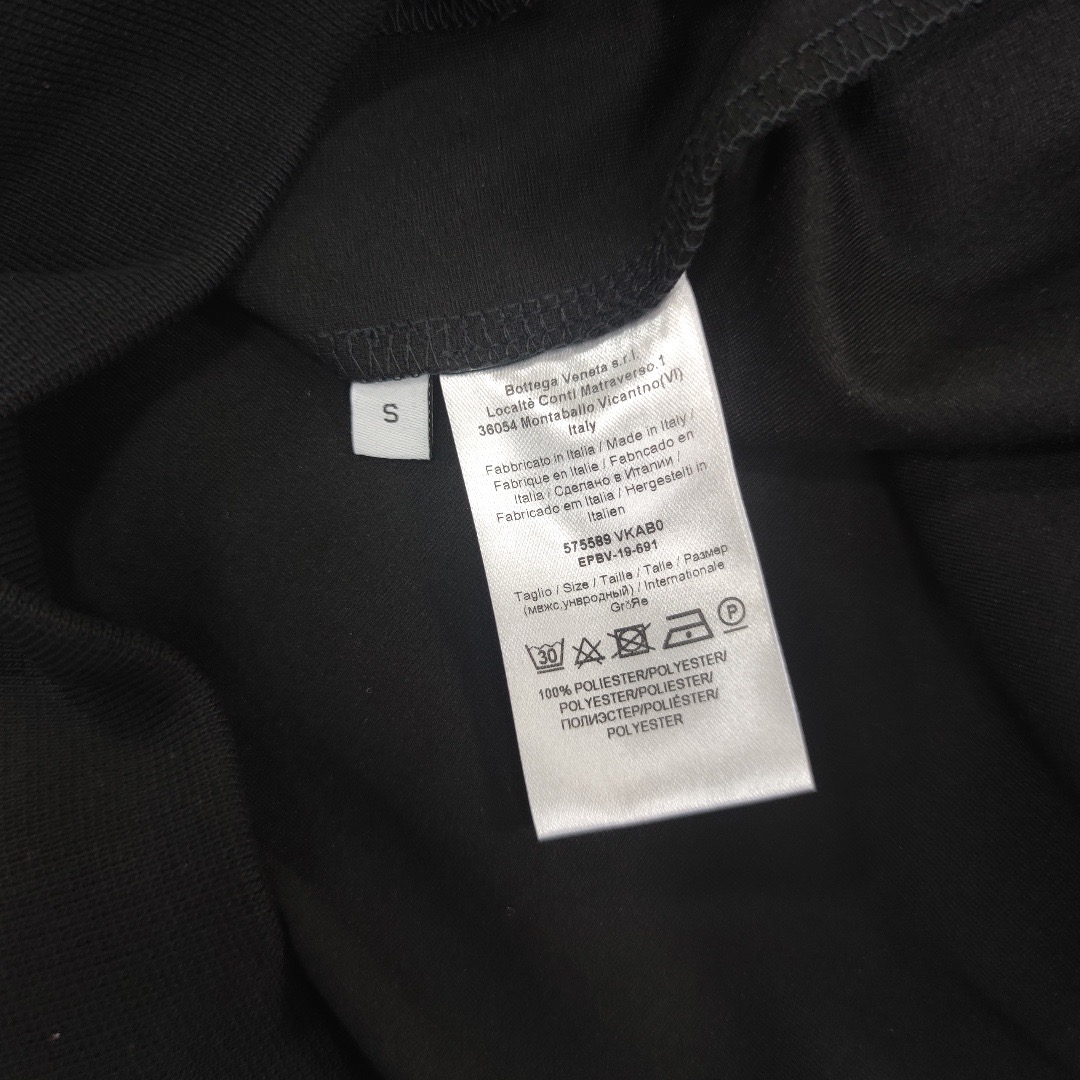 S
Bottega Veneta s.r.l.
Localtè Conti Matraverso.1
36054 Montaballo Vicantno(VI)
Italy
Fabbricato in Italia / Made in Italy /
Fabrique en Italie / Fabncado en
Italia / Сделано в Италии /
Fabricado em Italia / Hergestelti in
Italien
575589 VKAB0
EPBV-19-691
Taglio / Size / Taille / Talle / Размер
(мвжс,унвродный) / Internationale
GrőЯe
30 P
100% POLIESTER/POLYESTER/
POLYESTER/POLIESTER/
ПОЛИЭСТЕР/POLIÉSTER/
POLYESTER